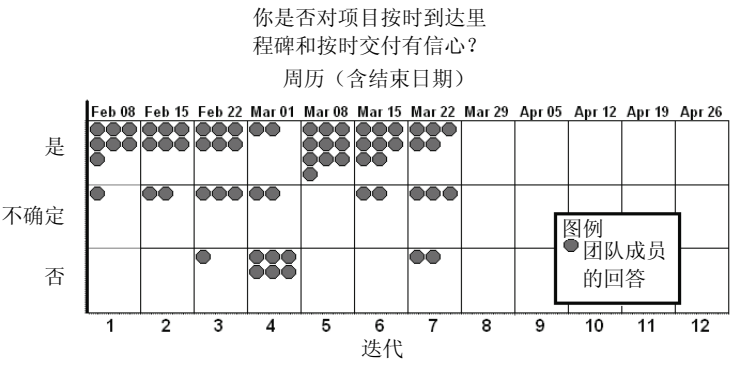 你是否对项目按时到达里
程碑和按时交付有信心？
周历（含结束日期）
Feb 08 Feb 15 Feb 22 Mar 01 Mar 08 Mar 15 Mar 22 Mar 29 Apr 05 Apr 12 Apr 19 Apr 26
是
不确定
否
图例
团队成员
的回答
1 2 3 4 5 6 7 8 9 10 11 12
迭代